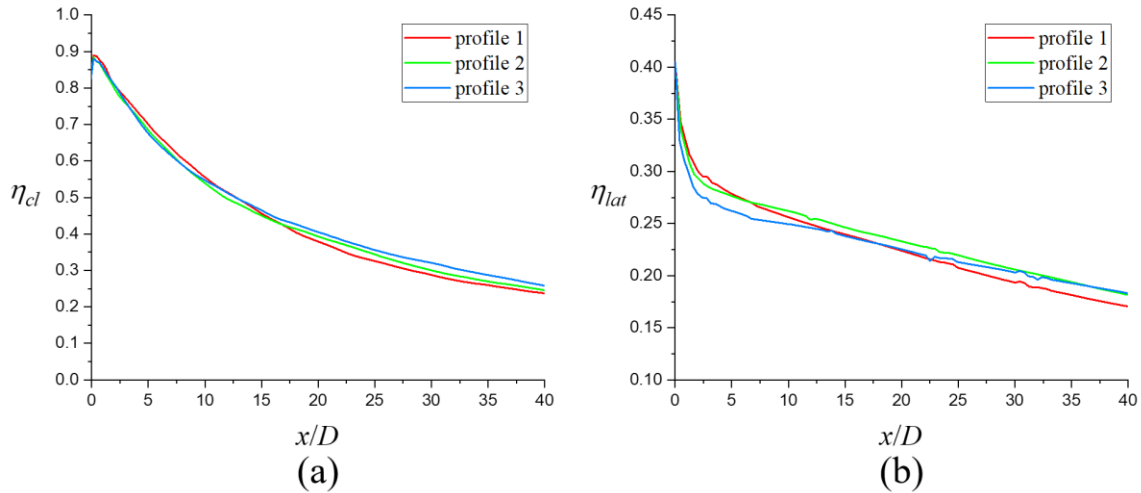 1.0
0.9
0.8
0.7
0.6
0.5
0.4
0.3
0.2
0.1
0.0
η_cl
profile 1
profile 2
profile 3
0 5 10 15 20 25 30 35 40
x/D
(a)
0.40
0.35
0.30
0.25
0.20
0.15
0.10
η_lat
profile 1
profile 2
profile 3
0 5 10 15 20 25 30 35 40
x/D
(b)